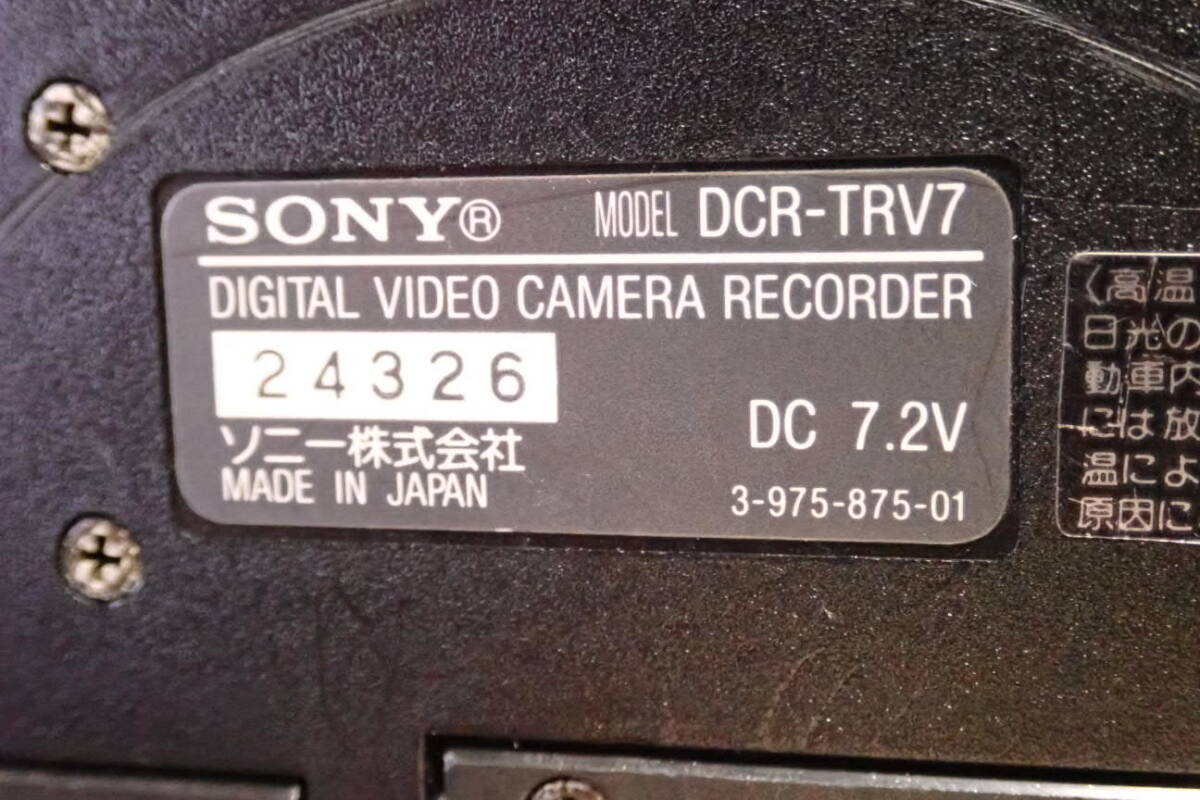 SONY® MODEL DCR-TRV7
DIGITAL VIDEO CAMERA RECORDER
24326
ソニー株式会社
DC 7.2V
MADE IN JAPAN
3-975-875-01
〈高温
日光の
動車内
には放
温によ
原因に